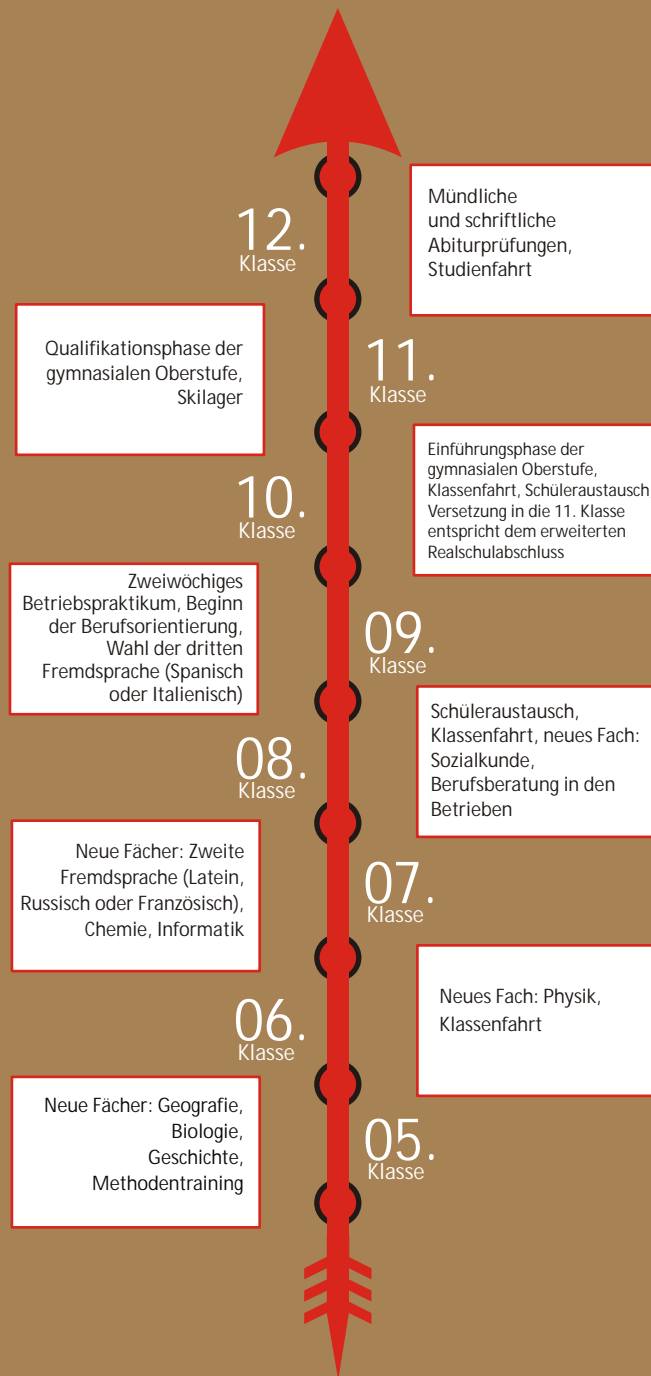 12.
Klasse
Mündliche
und schriftliche
Abiturprüfungen,
Studienfahrt
Qualifikationsphase der
gymnasialen Oberstufe,
Skilager
11.
Klasse
10.
Klasse
Einführungsphase der
gymnasialen Oberstufe,
Klassenfahrt, Schüleraustausch
Versetzung in die 11. Klasse
entspricht dem erweiterten
Realschulabschluss
Zweiwöchiges
Betriebspraktikum, Beginn
der Berufsorientierung,
Wahl der dritten
Fremdsprache (Spanisch
oder Italienisch)
09.
Klasse
08.
Klasse
Schüleraustausch,
Klassenfahrt, neues Fach:
Sozialkunde,
Berufsberatung in den
Betrieben
Neue Fächer: Zweite
Fremdsprache (Latein,
Russisch oder Französisch),
Chemie, Informatik
07.
Klasse
06.
Klasse
Neues Fach: Physik,
Klassenfahrt
Neue Fächer: Geografie,
Biologie,
Geschichte,
Methodentraining
05.
Klasse